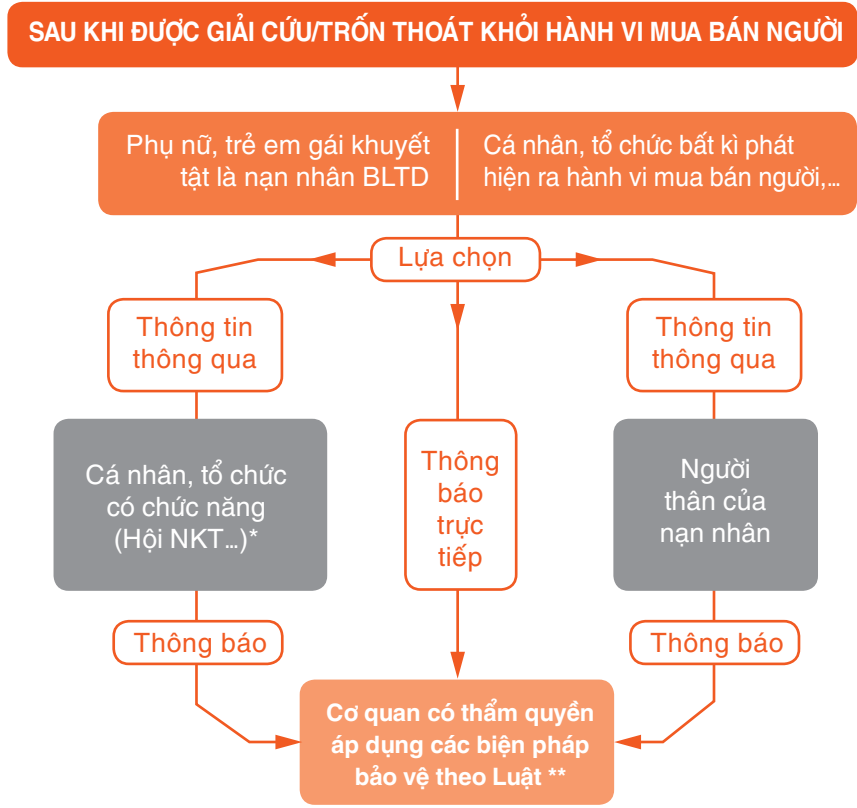 SAU KHI ĐƯỢC GIẢI CỨU/TRỐN THOÁT KHỎI HÀNH VI MUA BÁN NGƯỜI
Phụ nữ, trẻ em gái khuyết
tật là nạn nhân BLTD
Cá nhân, tổ chức bất kì phát
hiện ra hành vi mua bán người,...
Lựa chọn
Thông tin
thông qua
Thông tin
thông qua
Cá nhân, tổ chức
có chức năng
(Hội NKT...)*
Thông
báo
trực
tiếp
Người
thân của
nạn nhân
Thông báo
Thông báo
Cơ quan có thẩm quyền
áp dụng các biện pháp
bảo vệ theo Luật **